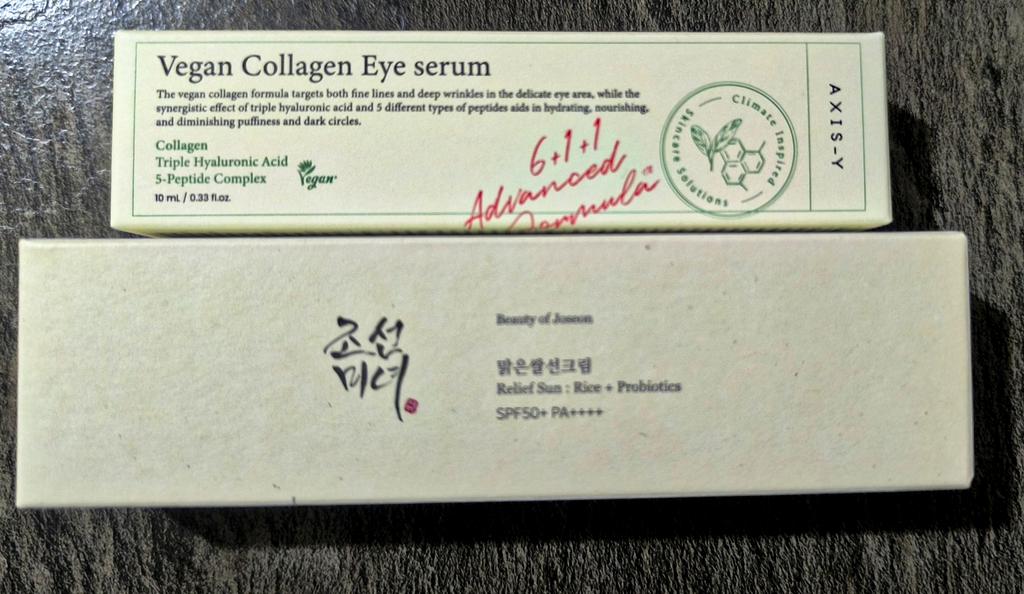 Vegan Collagen Eye serum
The vegan collagen formula targets both fine lines and deep wrinkles in the delicate eye area, while the
synergistic effect of triple hyaluronic acid and 5 different types of peptides aids in hydrating, nourishing,
and diminishing puffiness and dark circles.
Collagen
Triple Hyaluronic Acid
5-Peptide Complex
Vegan
10 mL / 0.33 fl.oz.
6+1+1
Advanced
Formula
Climate Inspired
Skincare Solutions
AXIS-Y
조선
미녀
Beauty of Joseon
맑은쌀선크림
Relief Sun : Rice + Probiotics
SPF50+ PA++++